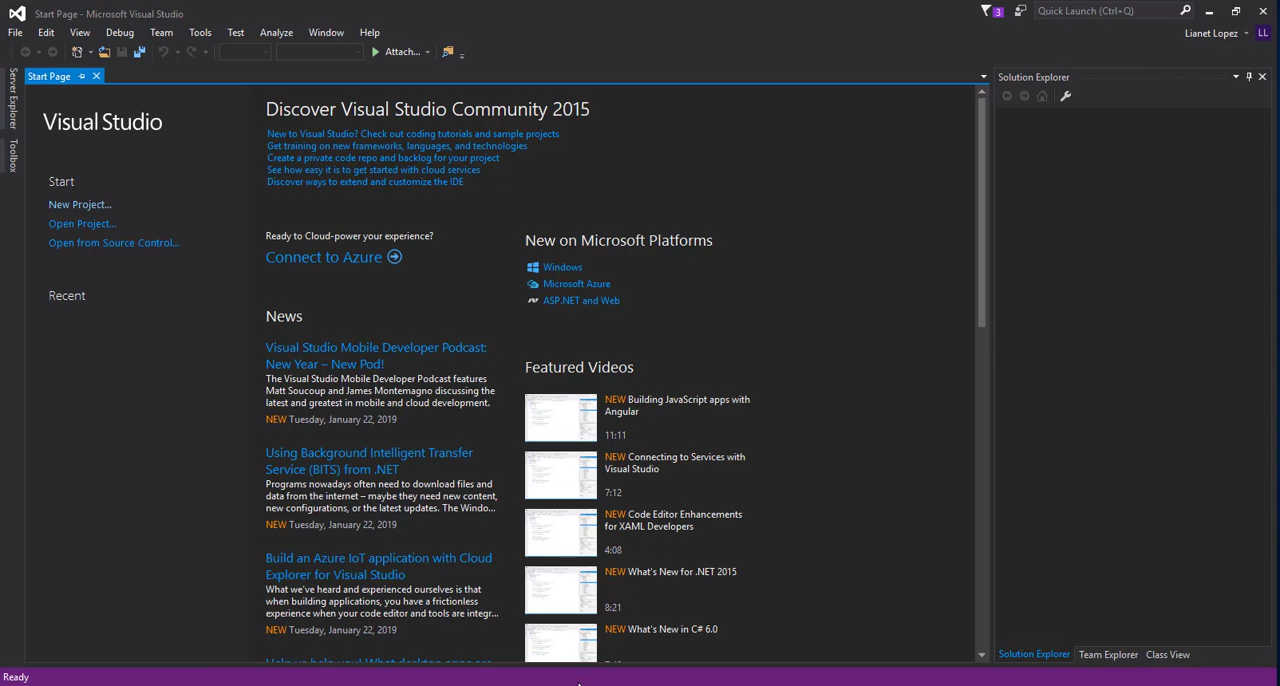 Start Page - Microsoft Visual Studio
3
Quick Launch (Ctrl+Q)
File Edit View Debug Team Tools Test Analyze Window Help
Lianet Lopez
LL
Attach...
Server Explorer
Toolbox
Start Page
Visual Studio
Start
New Project...
Open Project...
Open from Source Control...
Recent
Discover Visual Studio Community 2015
New to Visual Studio? Check out coding tutorials and sample projects
Get training on new frameworks, languages, and technologies
Create a private code repo and backlog for your project
See how easy it is to get started with cloud services
Discover ways to extend and customize the IDE
Ready to Cloud-power your experience?
Connect to Azure
News
Visual Studio Mobile Developer Podcast:
New Year – New Pod!
The Visual Studio Mobile Developer Podcast features
Matt Soucoup and James Montemagno discussing the
latest and greatest in mobile and cloud development.
NEW Tuesday, January 22, 2019
Using Background Intelligent Transfer
Service (BITS) from .NET
Programs nowadays often need to download files and
data from the internet – maybe they need new content,
new configurations, or the latest updates. The Windo...
NEW Tuesday, January 22, 2019
Build an Azure IoT application with Cloud
Explorer for Visual Studio
What we've heard and experienced ourselves is that
when building applications, you have a frictionless
experience when your code editor and tools are integr...
NEW Tuesday, January 22, 2019
New on Microsoft Platforms
Windows
Microsoft Azure
ASP.NET and Web
Featured Videos
NEW Building JavaScript apps with
Angular
11:11
NEW Connecting to Services with
Visual Studio
7:12
NEW Code Editor Enhancements
for XAML Developers
4:08
NEW What's New for .NET 2015
8:21
NEW What's New in C# 6.0
Solution Explorer
Solution Explorer Team Explorer Class View
Ready